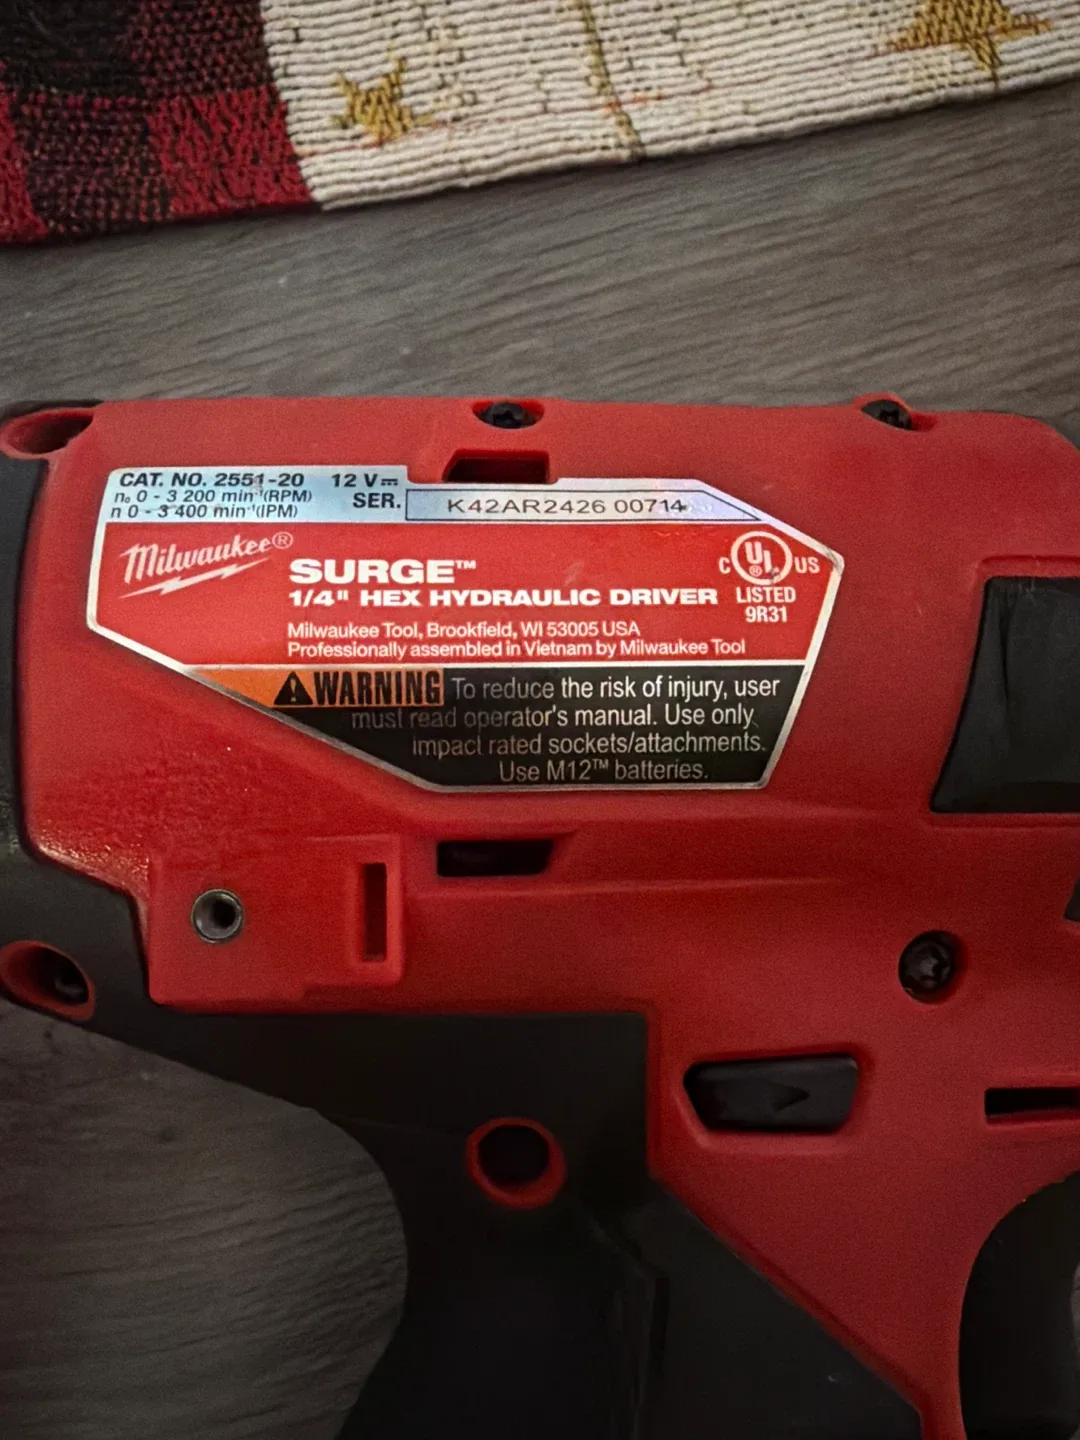 CAT. NO. 2551-20 12 V⎓
n₀ 0 - 3 200 min⁻¹(RPM)
n 0 - 3 400 min⁻¹(IPM)
SER. K42AR2426 00714
Milwaukee®
SURGE™
1/4" HEX HYDRAULIC DRIVER
Milwaukee Tool, Brookfield, WI 53005 USA
Professionally assembled in Vietnam by Milwaukee Tool
C UL® US
LISTED
9R31
WARNING To reduce the risk of injury, user
must read operator's manual. Use only
impact rated sockets/attachments.
Use M12™ batteries.